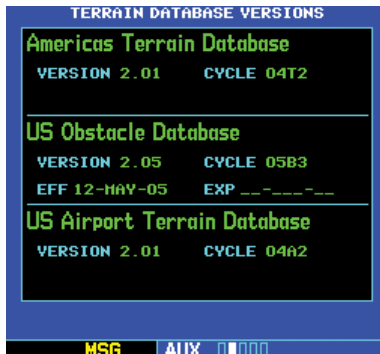 TERRAIN DATABASE VERSIONS
Americas Terrain Database
VERSION 2.01 CYCLE 04T2
US Obstacle Database
VERSION 2.05 CYCLE 05B3
EFF 12-MAY-05 EXP __-___-__
US Airport Terrain Database
VERSION 2.01 CYCLE 04A2
MSG AUX